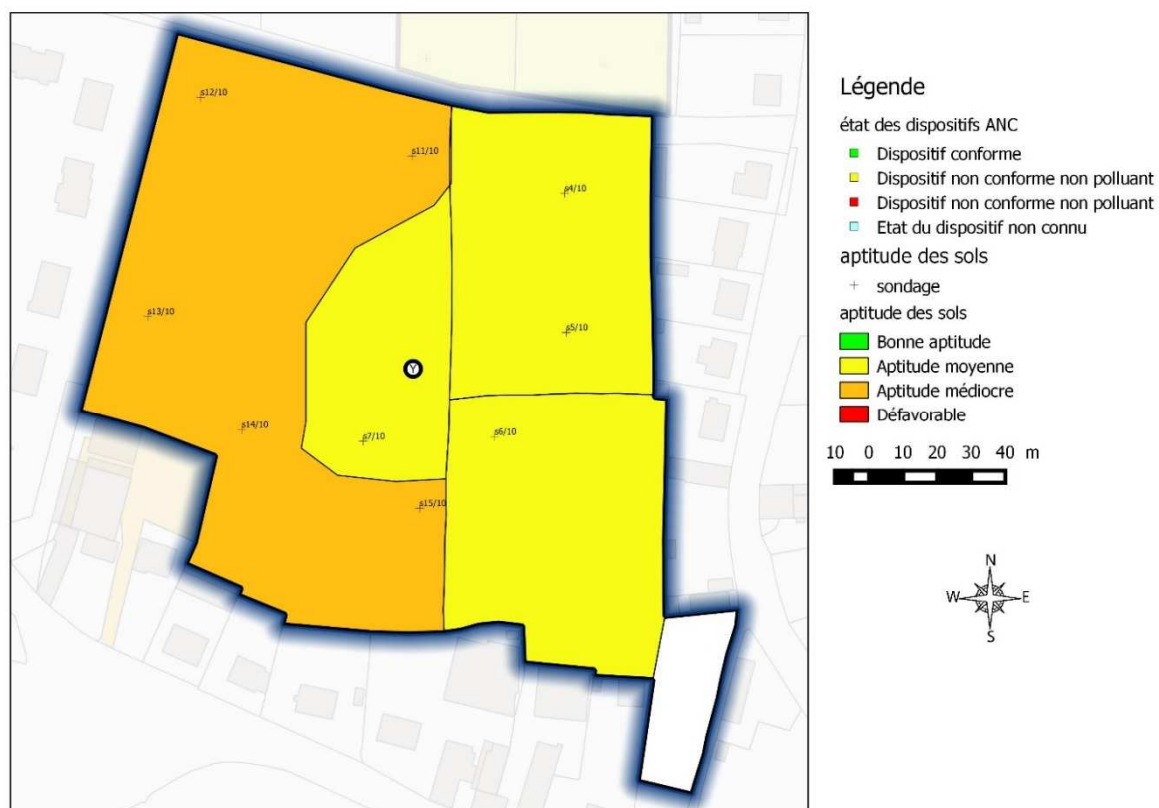 s12/10
s11/10
s4/10
s13/10
s5/10
Y
s14/10
s7/10
s6/10
s15/10
Légende
état des dispositifs ANC
Dispositif conforme
Dispositif non conforme non polluant
Dispositif non conforme non polluant
Etat du dispositif non connu
aptitude des sols
sondage
aptitude des sols
Bonne aptitude
Aptitude moyenne
Aptitude médiocre
Défavorable
10 0 10 20 30 40 m
N
W E
S